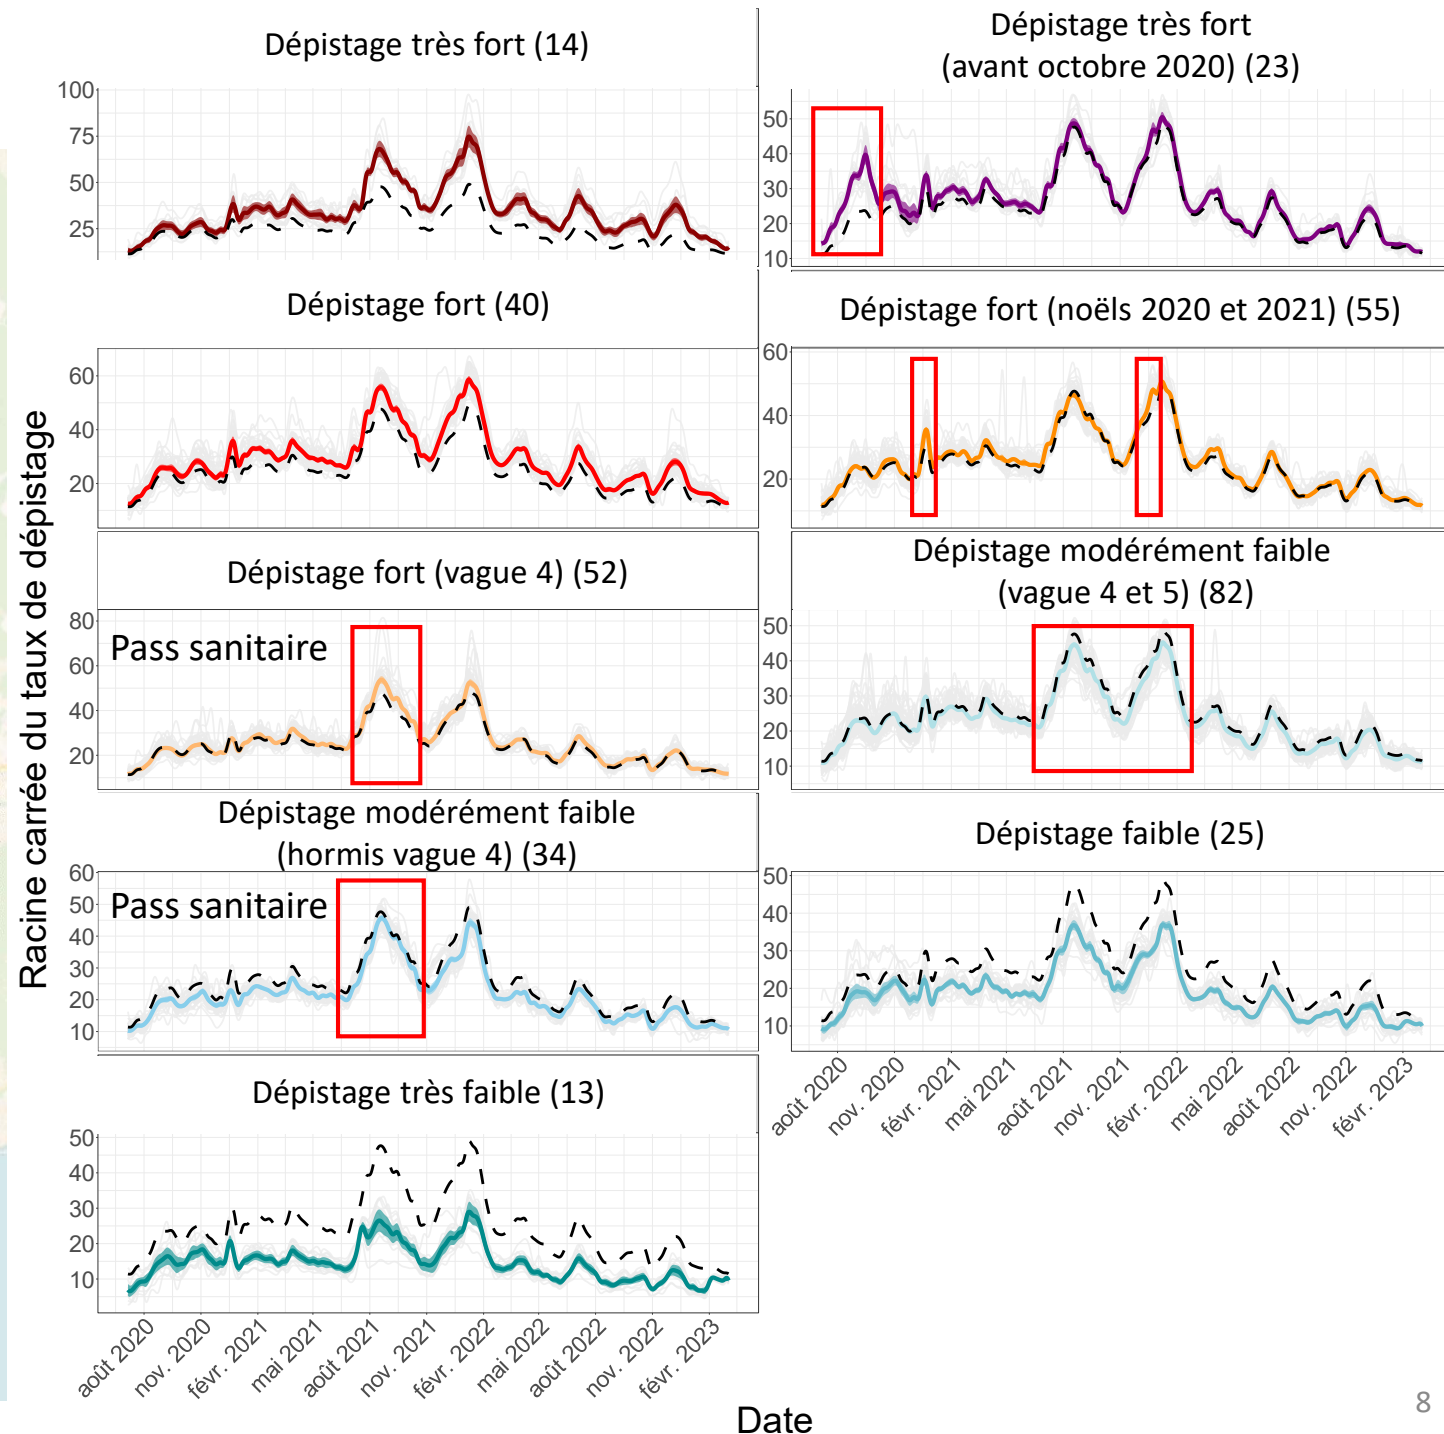 Dépistage très fort (14)
100
75
50
25
Dépistage très fort
(avant octobre 2020) (23)
50
40
30
20
10
Dépistage fort (40)
60
40
20
Dépistage fort (noëls 2020 et 2021) (55)
60
40
20
Racine carrée du taux de dépistage
Dépistage fort (vague 4) (52)
Pass sanitaire
80
60
40
20
Dépistage modérément faible
(vague 4 et 5) (82)
50
40
30
20
10
Dépistage modérément faible
(hormis vague 4) (34)
Pass sanitaire
60
50
40
30
20
10
Dépistage faible (25)
50
40
30
20
10
août 2020
nov. 2020
févr. 2021
mai 2021
août 2021
nov. 2021
févr. 2022
mai 2022
août 2022
nov. 2022
févr. 2023
Dépistage très faible (13)
50
40
30
20
10
août 2020
nov. 2020
févr. 2021
mai 2021
août 2021
nov. 2021
févr. 2022
mai 2022
août 2022
nov. 2022
févr. 2023
Date
8